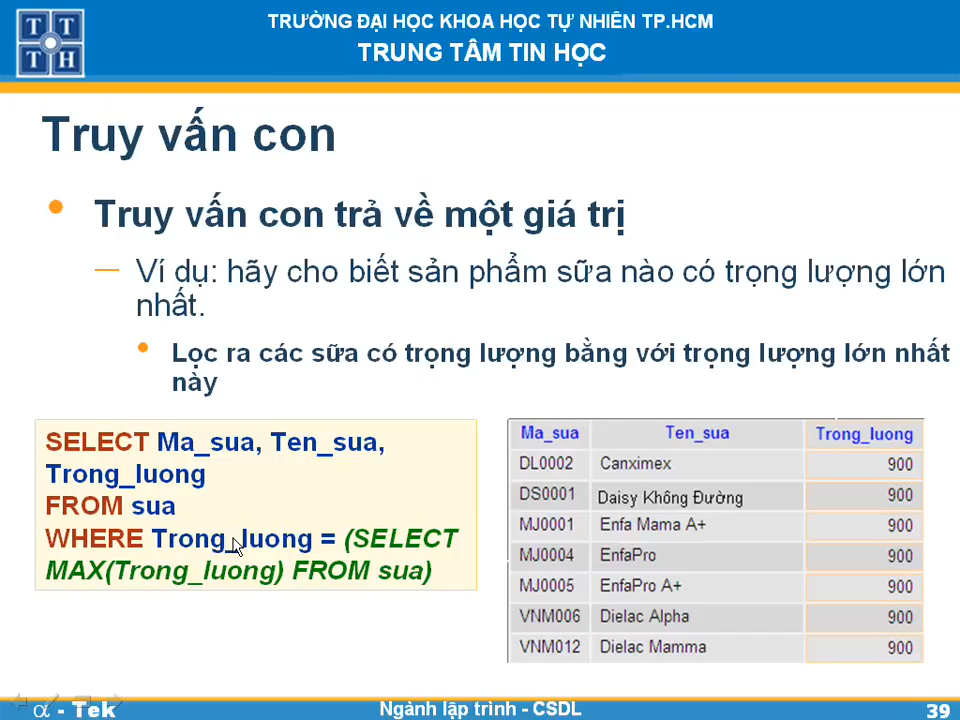 T T
T H
TRƯỜNG ĐẠI HỌC KHOA HỌC TỰ NHIÊN TP.HCM
TRUNG TÂM TIN HỌC
Truy vấn con
• Truy vấn con trả về một giá trị
– Ví dụ: hãy cho biết sản phẩm sữa nào có trọng lượng lớn
nhất.
• Lọc ra các sữa có trọng lượng bằng với trọng lượng lớn nhất
này
SELECT Ma_sua, Ten_sua,
Trong_luong
FROM sua
WHERE Trong_luong = (SELECT
MAX(Trong_luong) FROM sua)
Ma_sua Ten_sua Trong_luong
DL0002 Canximex 900
DS0001 Daisy Không Đường 900
MJ0001 Enfa Mama A+ 900
MJ0004 EnfaPro 900
MJ0005 EnfaPro A+ 900
VNM006 Dielac Alpha 900
VNM012 Dielac Mamma 900
α - Tek
Ngành lập trình - CSDL
39